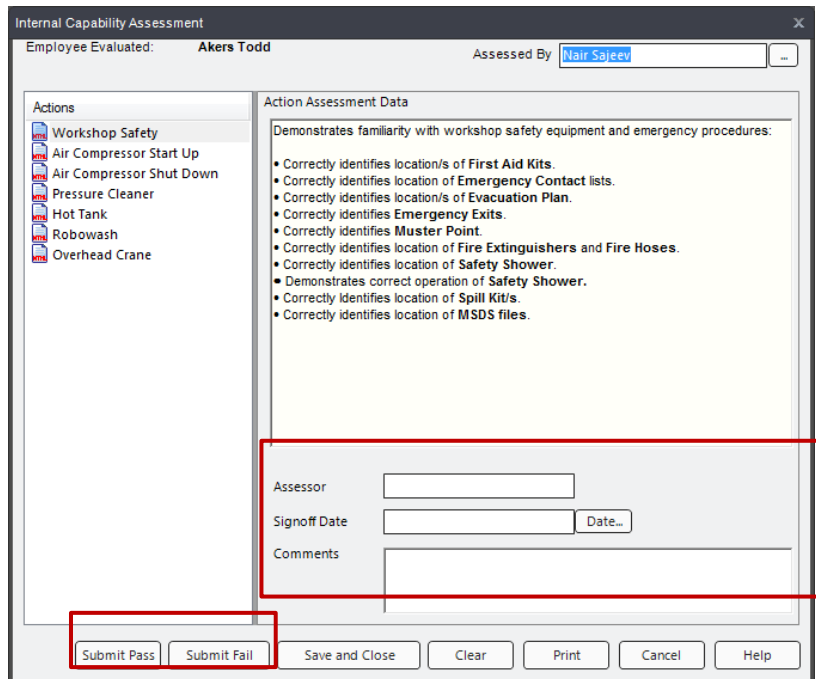 Internal Capability Assessment x
Employee Evaluated: Akers Todd
Assessed By Nair Sajeev ...
Actions
Workshop Safety
Air Compressor Start Up
Air Compressor Shut Down
Pressure Cleaner
Hot Tank
Robowash
Overhead Crane
Action Assessment Data
Demonstrates familiarity with workshop safety equipment and emergency procedures:
• Correctly identifies location/s of First Aid Kits.
• Correctly identifies location of Emergency Contact lists.
• Correctly identifies location/s of Evacuation Plan.
• Correctly identifies Emergency Exits.
• Correctly identifies Muster Point.
• Correctly identifies location of Fire Extinguishers and Fire Hoses.
• Correctly identifies location of Safety Shower.
• Demonstrates correct operation of Safety Shower.
• Correctly Identifies location of Spill Kit/s.
• Correctly identifies location of MSDS files.
Assessor
Signoff Date Date...
Comments
Submit Pass Submit Fail Save and Close Clear Print Cancel Help